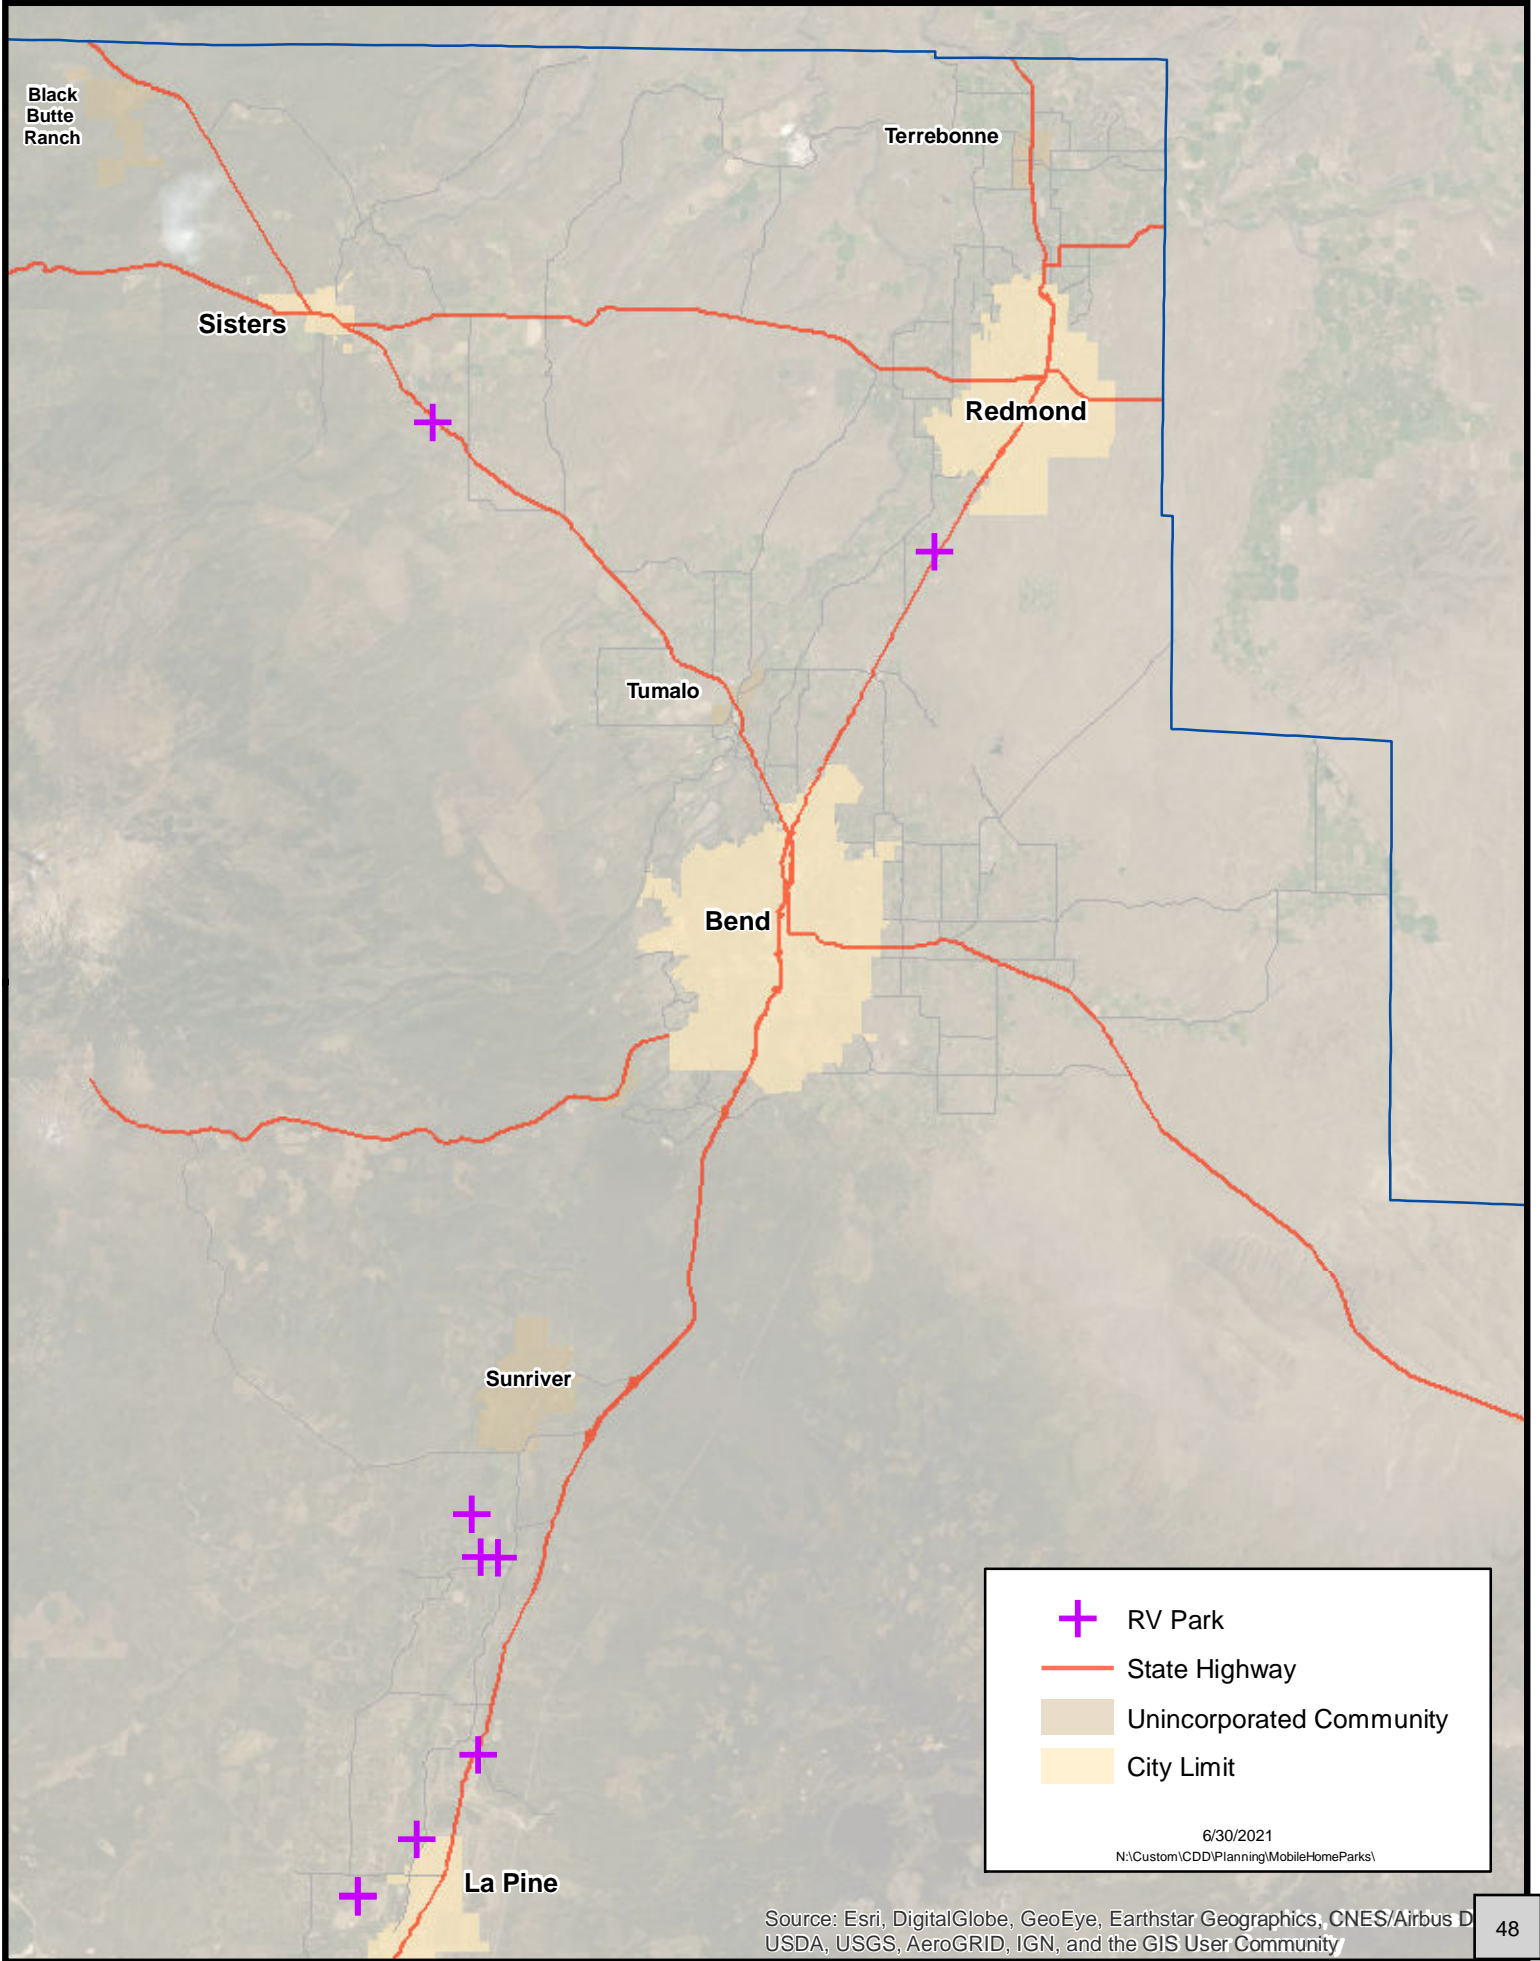 Black
Butte
Ranch
Terrebonne
Sisters
Redmond
Tumalo
Bend
Sunriver
RV Park
State Highway
Unincorporated Community
City Limit
6/30/2021
N:\Custom\CDD\Planning\MobileHomeParks\
La Pine
Source: Esri, DigitalGlobe, GeoEye, Earthstar Geographics, CNES/Airbus D
USDA, USGS, AeroGRID, IGN, and the GIS User Community
48